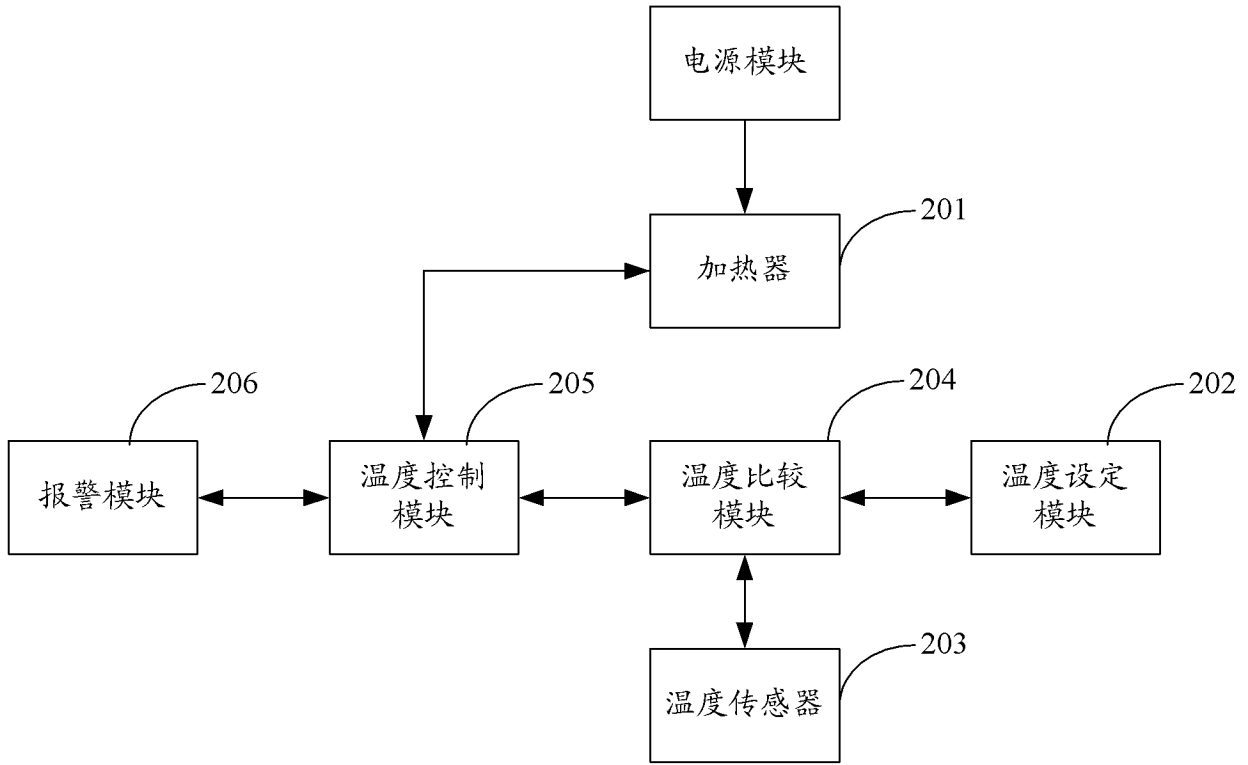 电源模块
201
加热器
206
205
204
202
报警模块
温度控制
模块
温度比较
模块
温度设定
模块
203
温度传感器